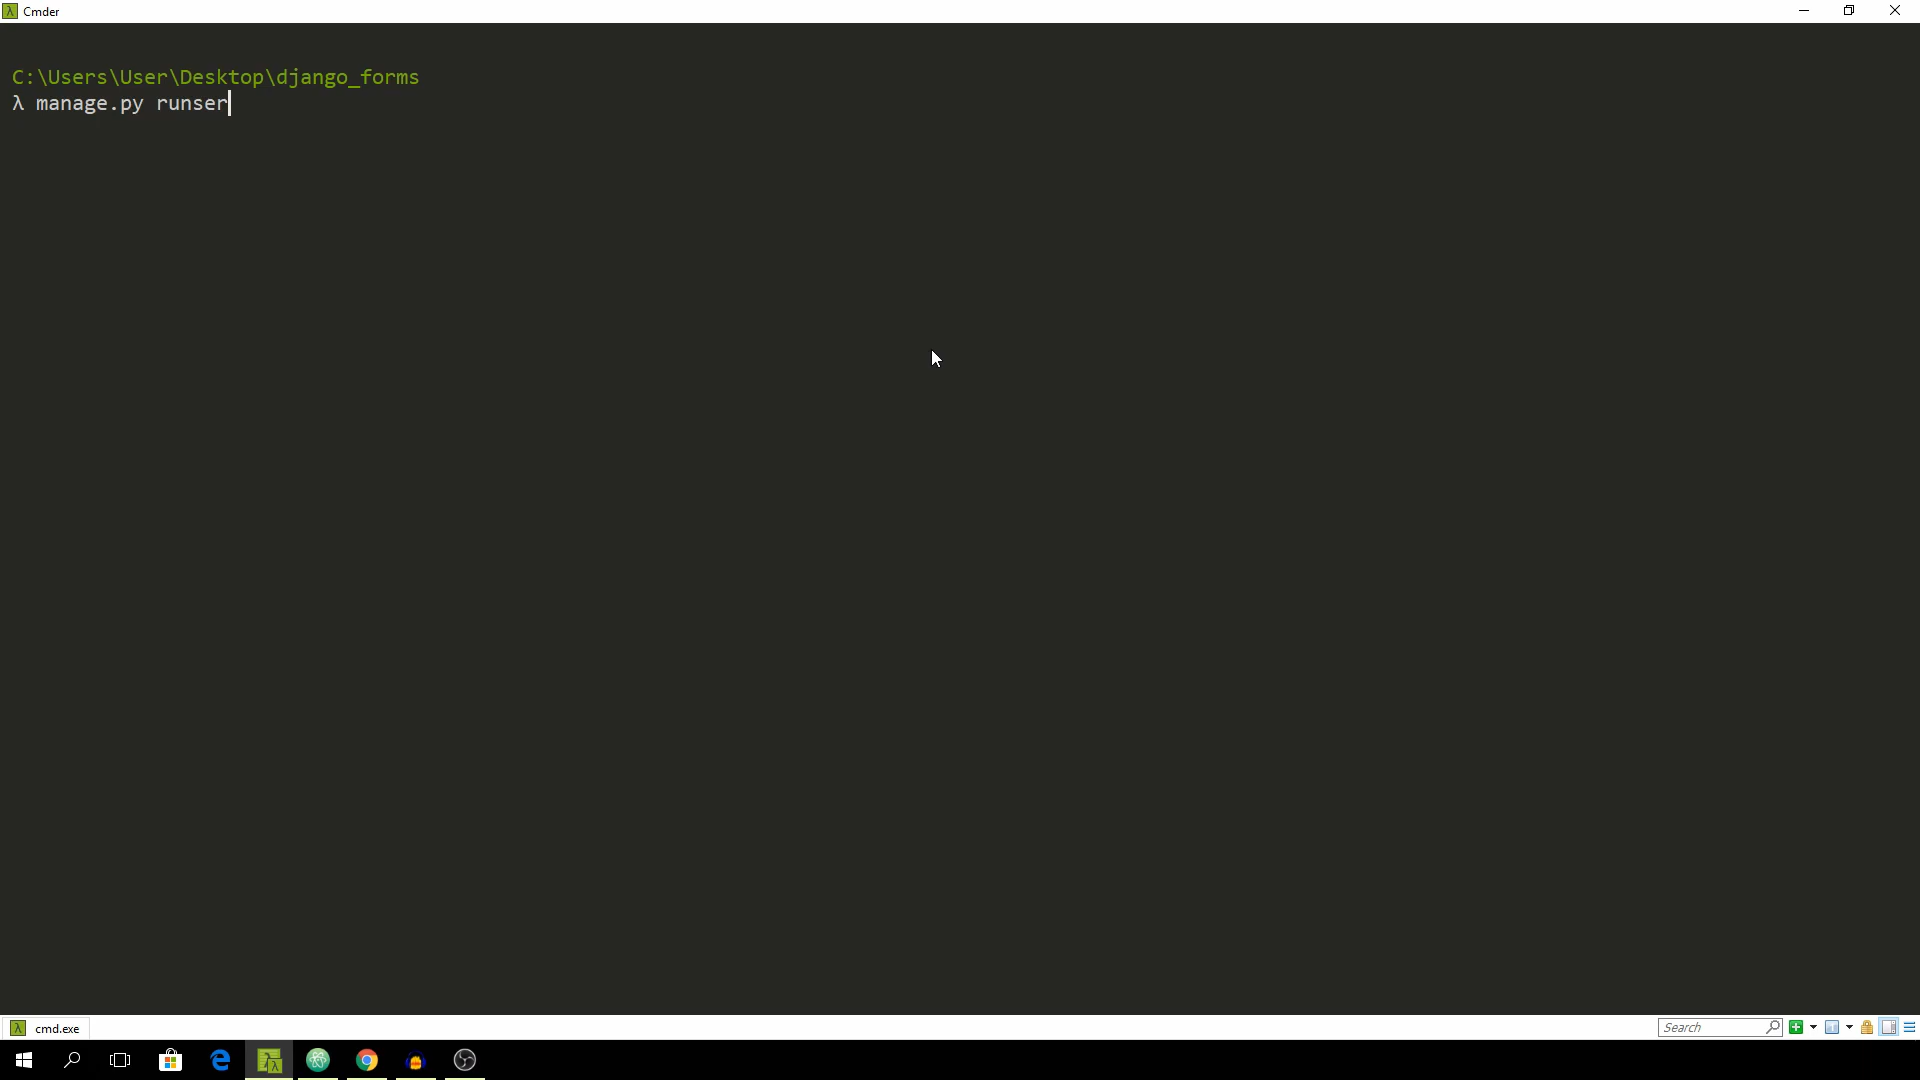 Cmder
C:\Users\User\Desktop\django_forms
λ manage.py runser
cmd.exe
Search